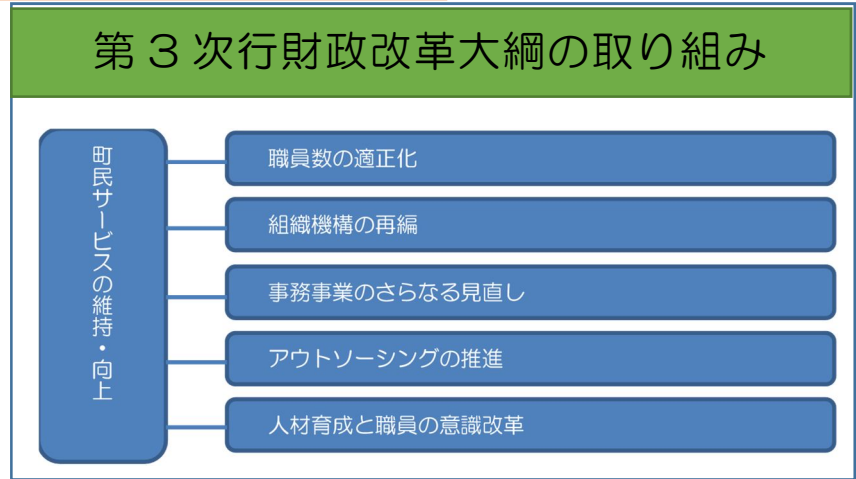 第3次行財政改革大綱の取り組み
町民サービスの維持・向上
職員数の適正化
組織機構の再編
事務事業のさらなる見直し
アウトソーシングの推進
人材育成と職員の意識改革